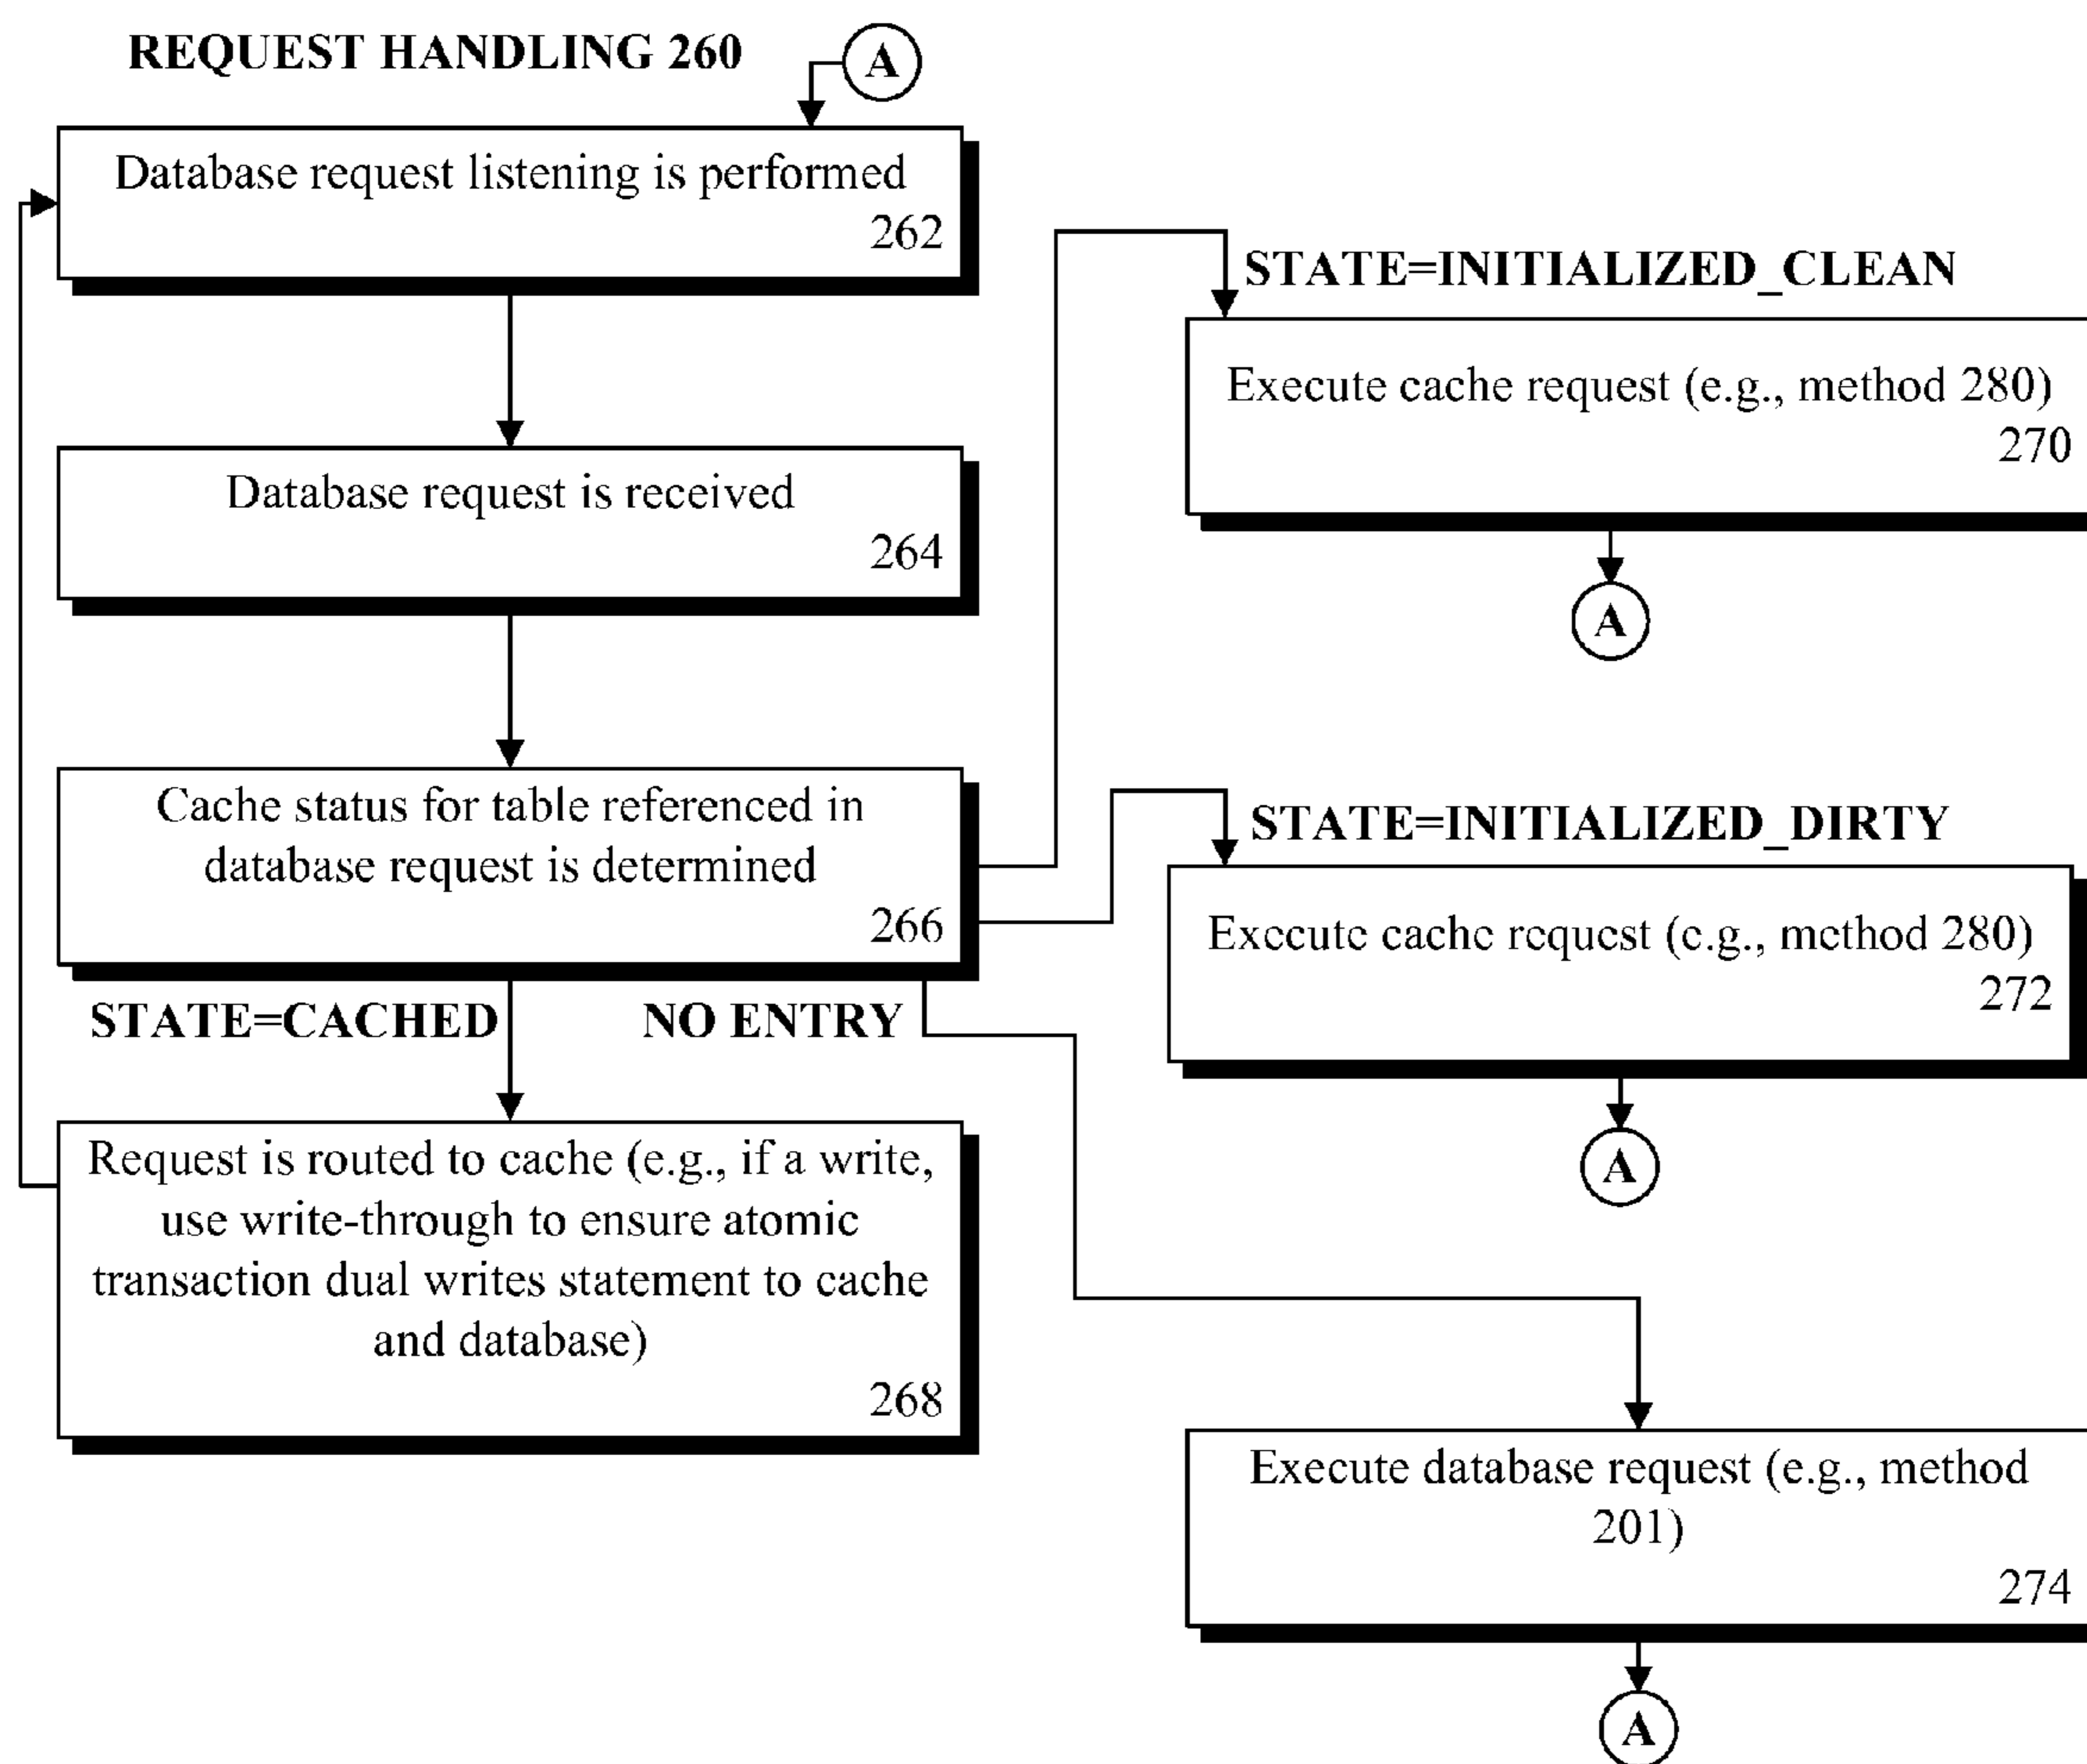 REQUEST HANDLING 260
A
Database request listening is performed
262
Database request is received
264
Cache status for table referenced in
database request is determined
266
STATE=CACHED
NO ENTRY
Request is routed to cache (e.g., if a write,
use write-through to ensure atomic
transaction dual writes statement to cache
and database)
268
STATE=INITIALIZED_CLEAN
Execute cache request (e.g., method 280)
270
A
STATE=INITIALIZED_DIRTY
Execute cache request (e.g., method 280)
272
A
Execute database request (e.g., method
201)
274
A